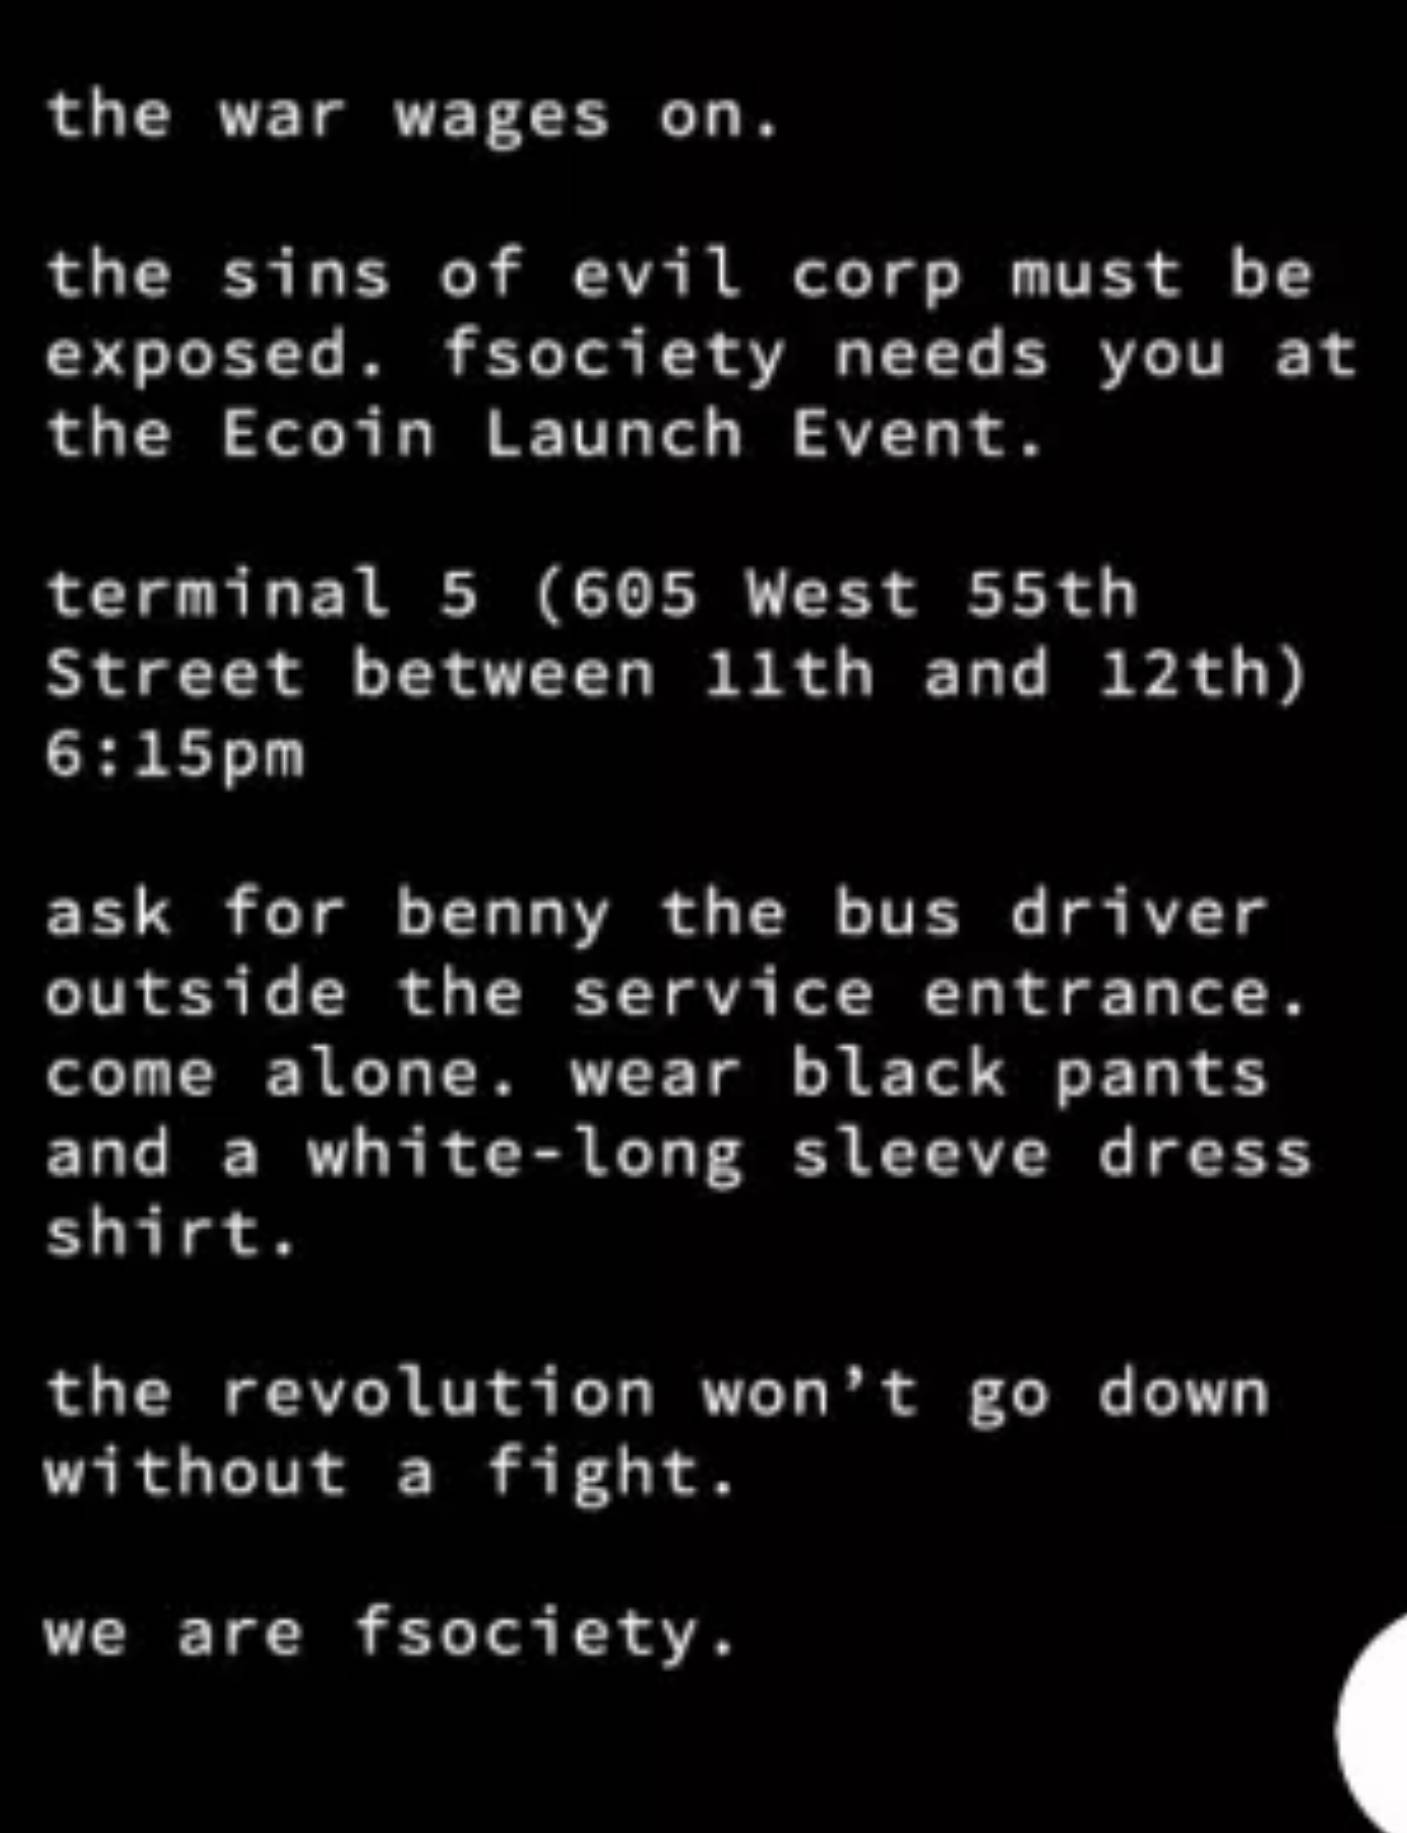 the war wages on.
the sins of evil corp must be
exposed. fsociety needs you at
the Ecoin Launch Event.
terminal 5 (605 West 55th
Street between 11th and 12th)
6:15pm
ask for benny the bus driver
outside the service entrance.
come alone. wear black pants
and a white-long sleeve dress
shirt.
the revolution won’t go down
without a fight.
we are fsociety.